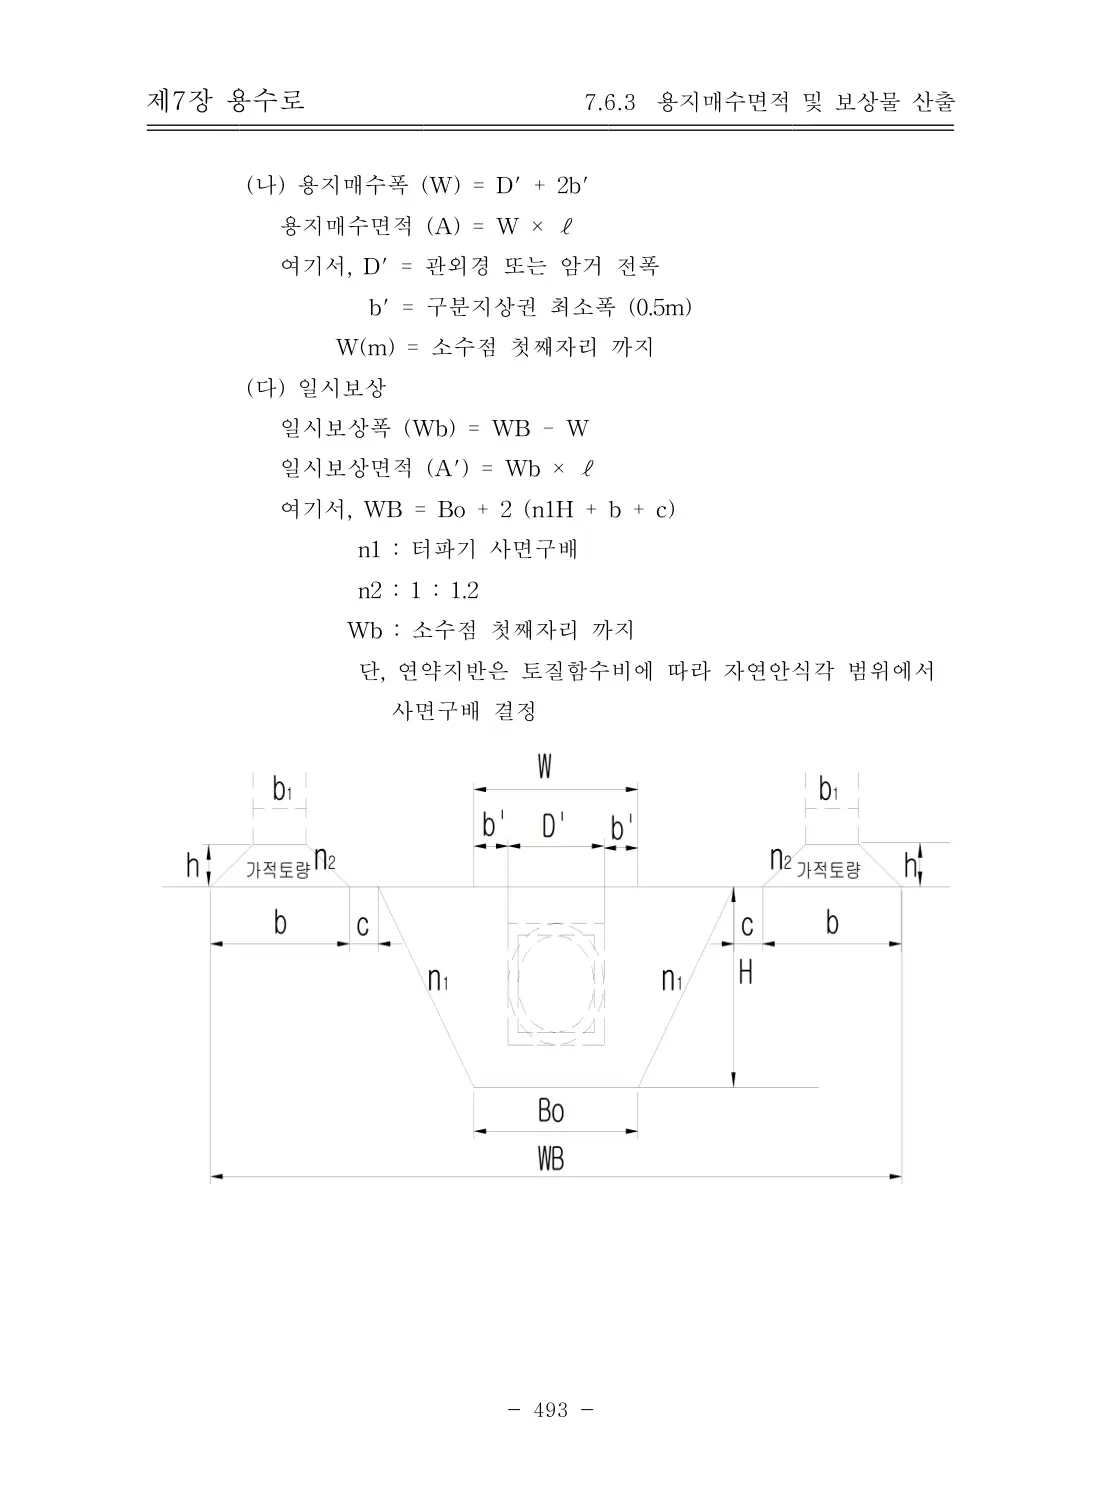 제7장 용수로
7.6.3 용지매수면적 및 보상물 산출
(나) 용지매수폭 (W) = D′ + 2b′
용지매수면적 (A) = W × ℓ
여기서, D′ = 관외경 또는 암거 전폭
b′ = 구분지상권 최소폭 (0.5m)
W(m) = 소수점 첫째자리 까지
(다) 일시보상
일시보상폭 (Wb) = WB - W
일시보상면적 (A′) = Wb × ℓ
여기서, WB = Bo + 2 (n1H + b + c)
n1 : 터파기 사면구배
n2 : 1 : 1.2
Wb : 소수점 첫째자리 까지
단, 연약지반은 토질함수비에 따라 자연안식각 범위에서
사면구배 결정
W
b₁
b₁
b'
D'
b'
h
가적토량
n₂
n₂
가적토량
h
b
c
c
b
n₁
n₁
H
Bo
WB
- 493 -